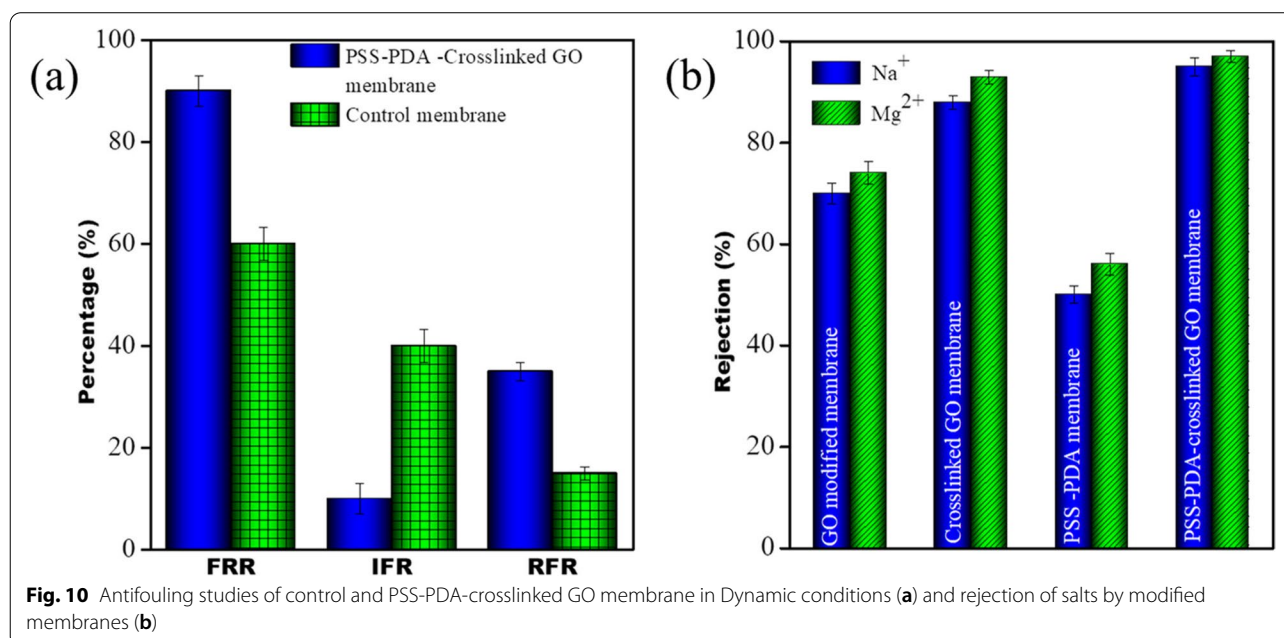 (a)
100
80
60
40
20
0
Percentage (%)
PSS-PDA -Crosslinked GO
membrane
Control membrane
FRR IFR RFR
(b)
100
80
60
40
20
0
Rejection (%)
Na+
Mg2+
GO modified membrane
Crosslinked GO membrane
PSS -PDA membrane
PSS-PDA-crosslinked GO membrane
Fig. 10 Antifouling studies of control and PSS-PDA-crosslinked GO membrane in Dynamic conditions (a) and rejection of salts by modified
membranes (b)